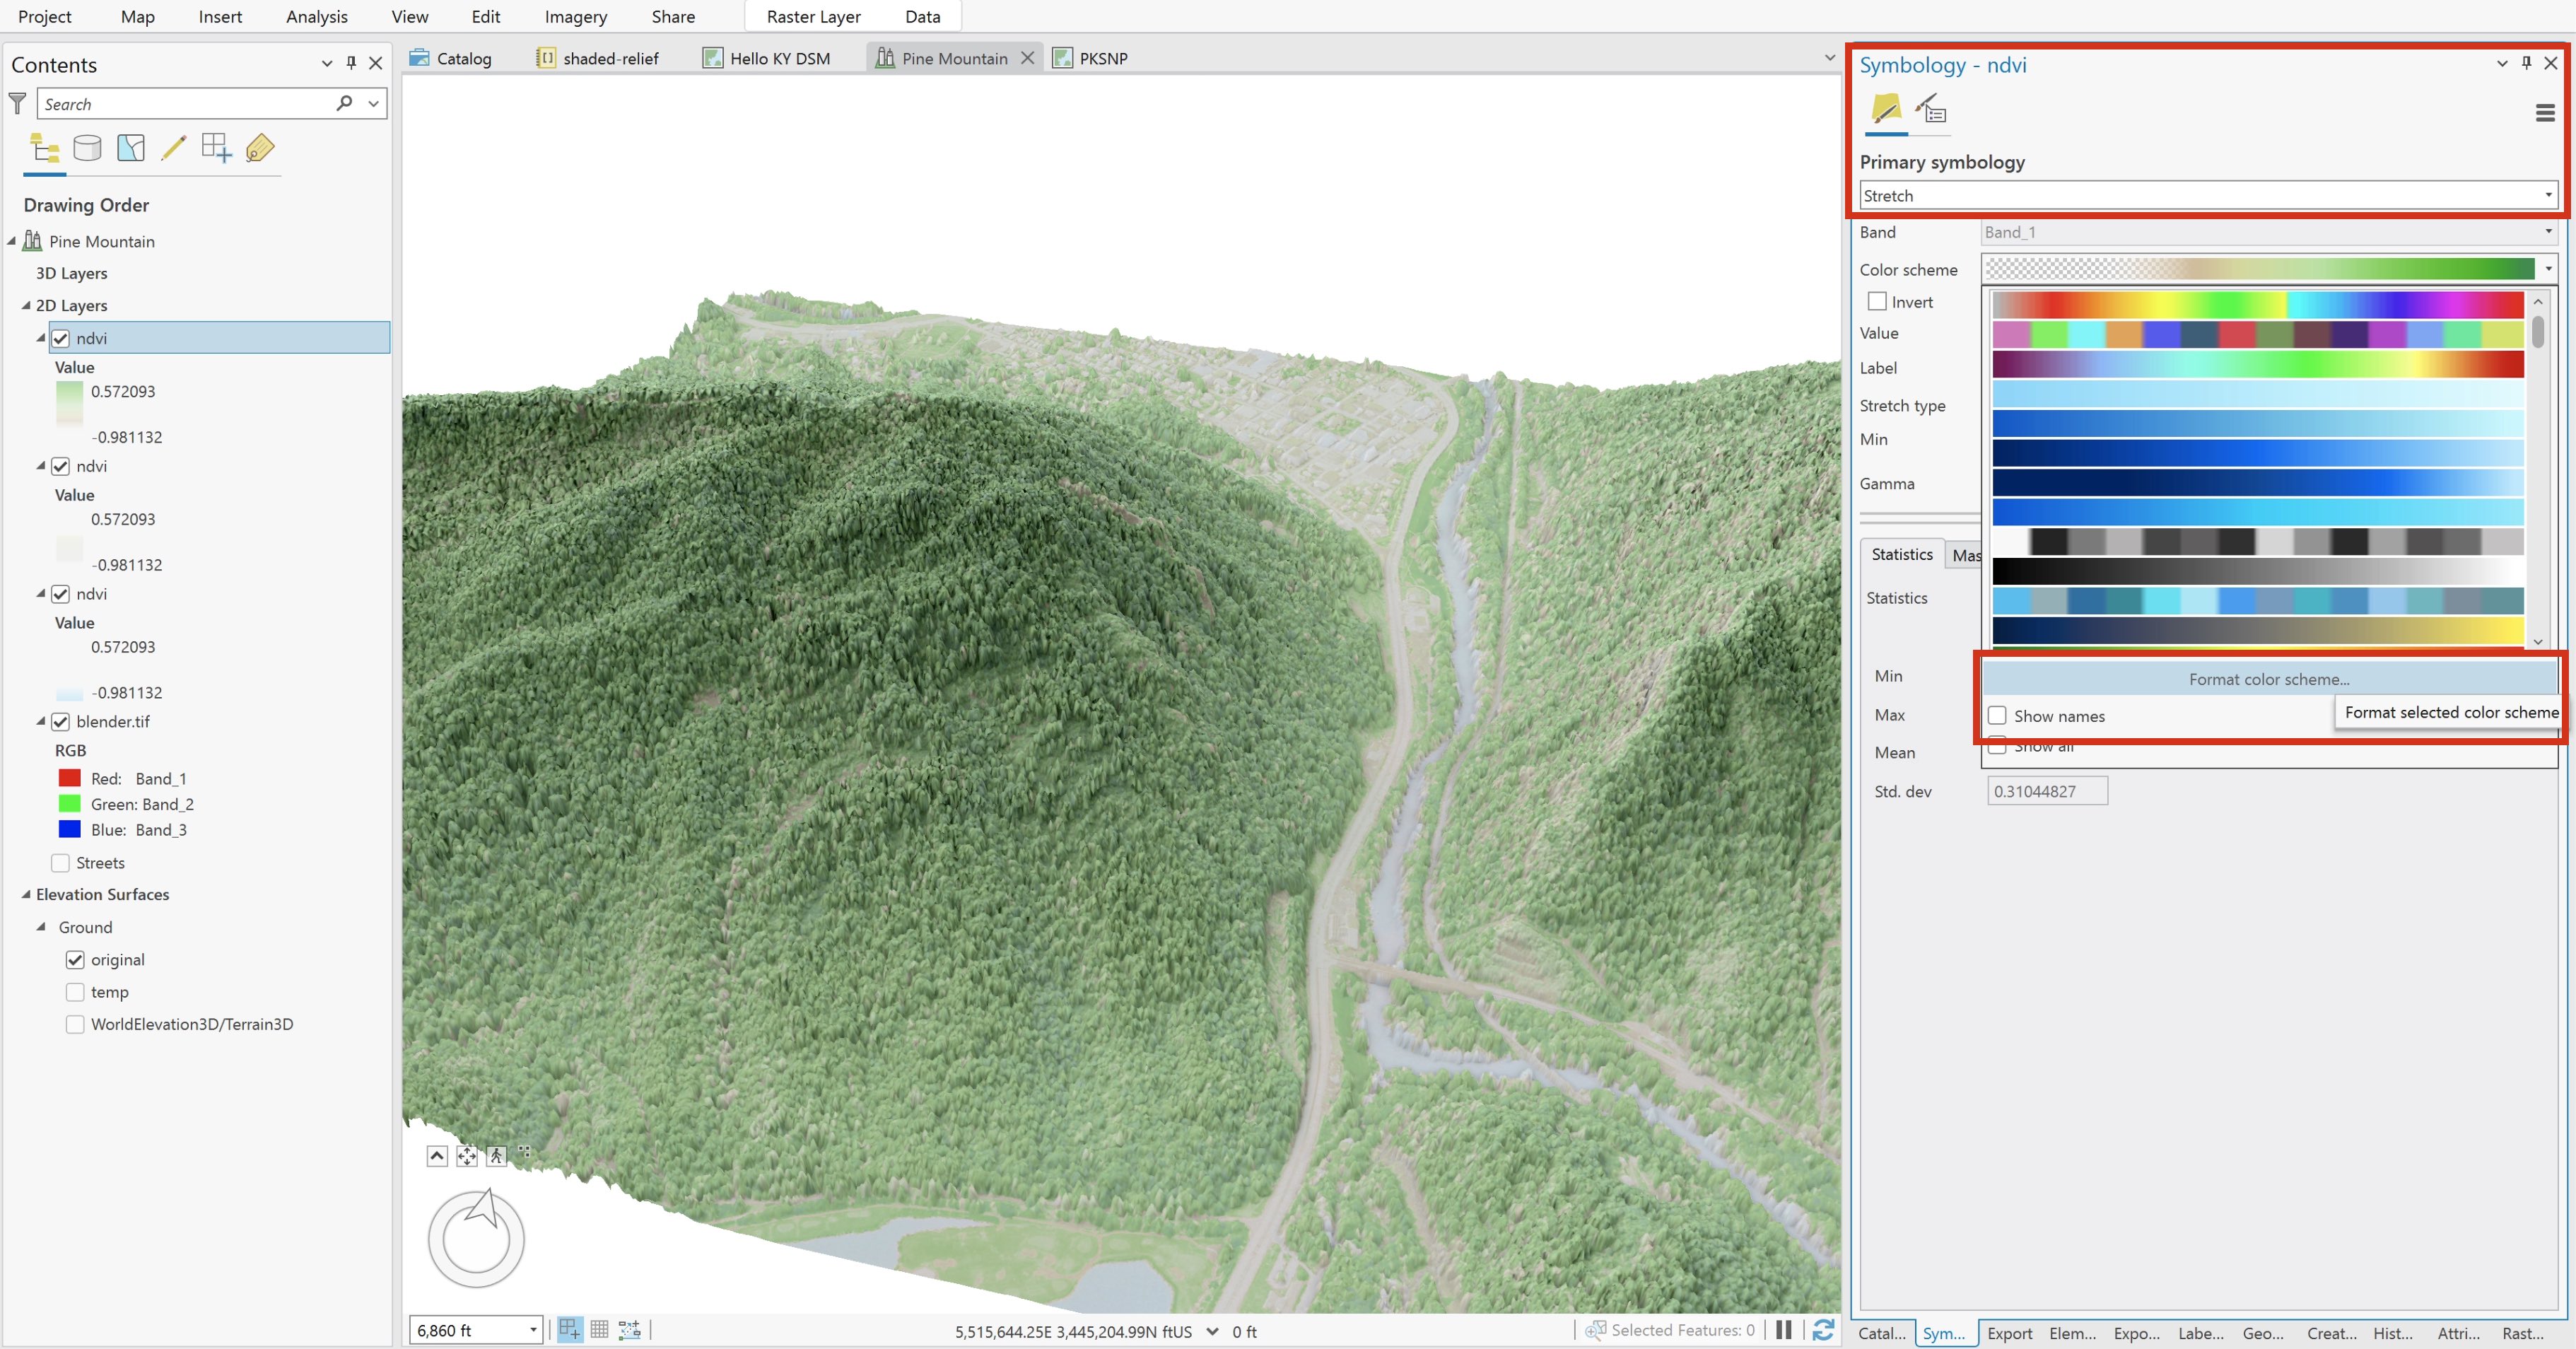 Project Map Insert Analysis View Edit Imagery Share Raster Layer Data
Contents
Search
Drawing Order
Pine Mountain
3D Layers
2D Layers
ndvi
Value
0.572093
-0.981132
ndvi
Value
0.572093
-0.981132
ndvi
Value
0.572093
-0.981132
blender.tif
RGB
Red: Band_1
Green: Band_2
Blue: Band_3
Streets
Elevation Surfaces
Ground
original
temp
WorldElevation3D/Terrain3D
Catalog shaded-relief Hello KY DSM Pine Mountain PKSNP
6,860 ft
5,515,644.25E 3,445,204.99N ftUS 0 ft
Selected Features: 0
Symbology - ndvi
Primary symbology
Stretch
Band Band_1
Color scheme
Invert
Value
Label
Stretch type
Min
Gamma
Statistics Mas
Statistics
Min Format color scheme...
Format selected color scheme
Max Show names
Mean Show all
Std. dev 0.31044827
Catal... Sym... Export Elem... Expo... Labe... Geo... Creat... Hist... Attri... Rast...